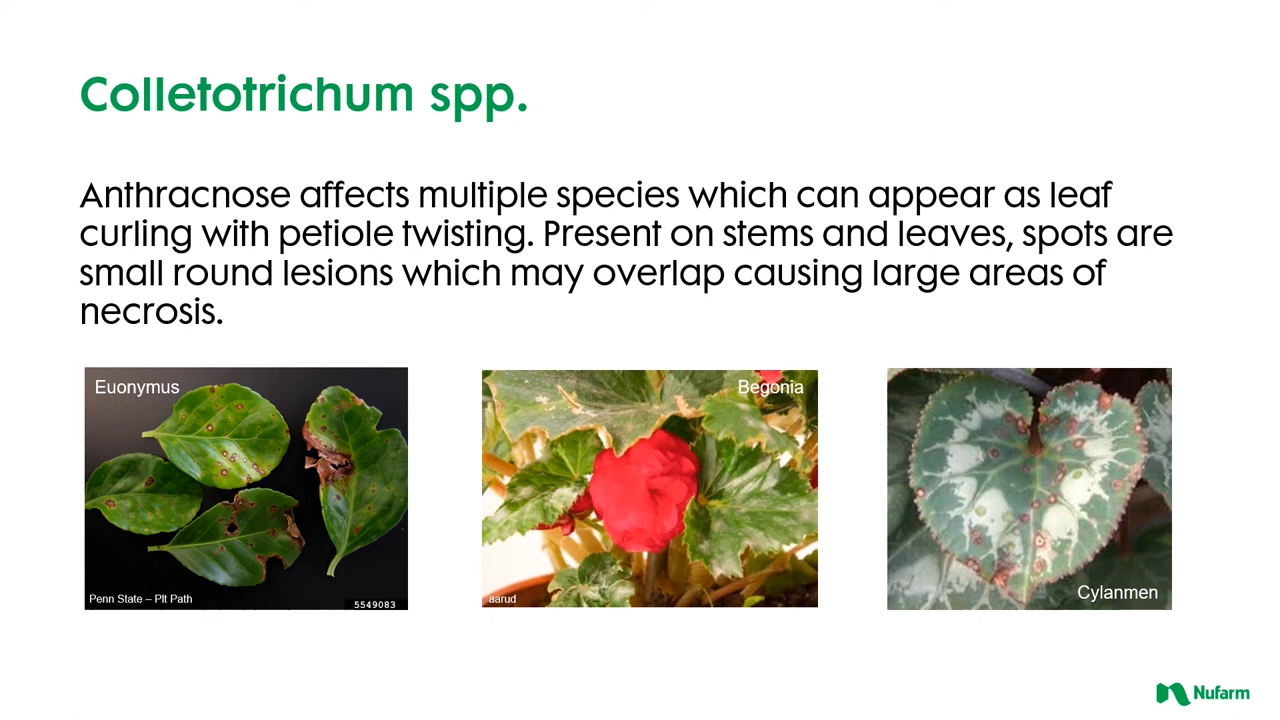 Colletotrichum spp.
Anthracnose affects multiple species which can appear as leaf
curling with petiole twisting. Present on stems and leaves, spots are
small round lesions which may overlap causing large areas of
necrosis.
Euonymus
Penn State – Plt Path
5549083
Begonia
aarud
Cylanmen
Nufarm